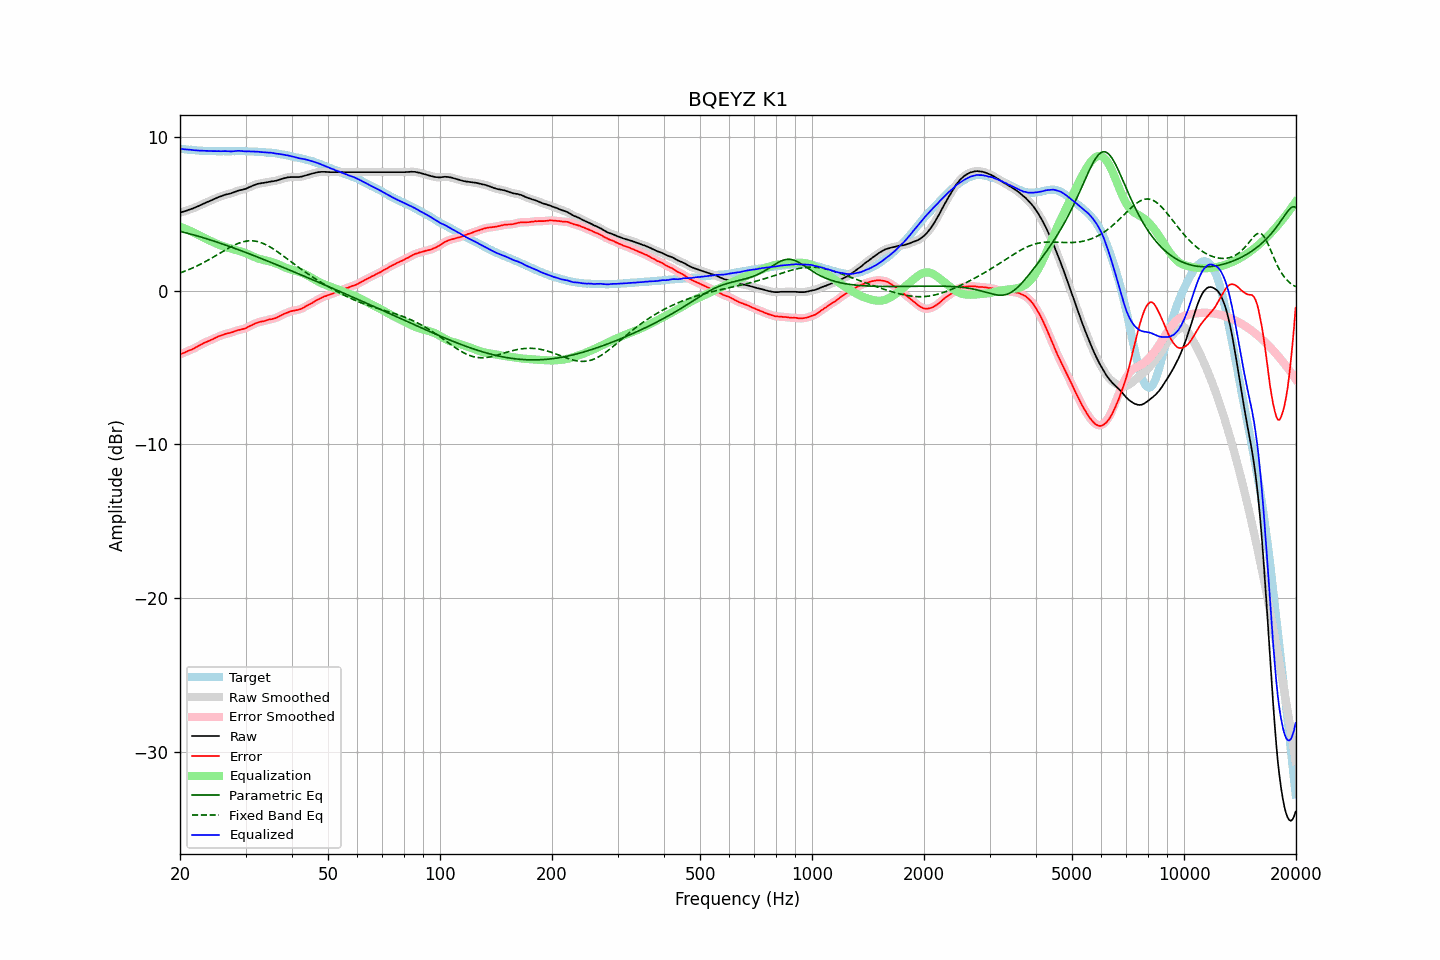 BQEYZ K1
10
0
−10
−20
−30
Amplitude (dBr)
Target
Raw Smoothed
Error Smoothed
Raw
Error
Equalization
Parametric Eq
Fixed Band Eq
Equalized
20 50 100 200 500 1000 2000 5000 10000 20000
Frequency (Hz)